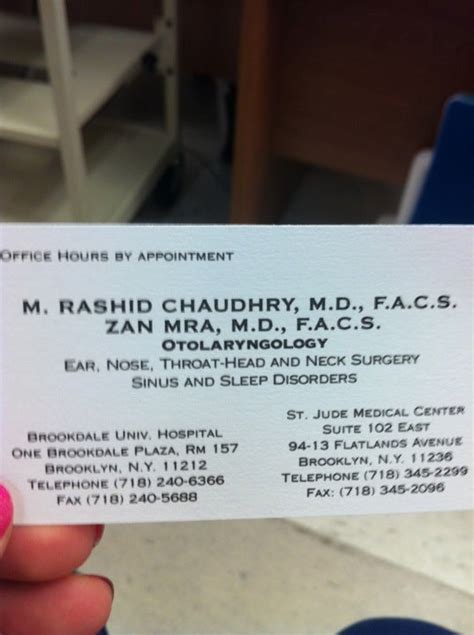 OFFICE HOURS BY APPOINTMENT
M. RASHID CHAUDHRY, M.D., F.A.C.S.
ZAN MRA, M.D., F.A.C.S.
OTOLARYNGOLOGY
EAR, NOSE, THROAT-HEAD AND NECK SURGERY
SINUS AND SLEEP DISORDERS
BROOKDALE UNIV. HOSPITAL
ONE BROOKDALE PLAZA, RM 157
BROOKLYN, N.Y. 11212
TELEPHONE (718) 240-6366
FAX (718) 240-5688
ST. JUDE MEDICAL CENTER
SUITE 102 EAST
94-13 FLATLANDS AVENUE
BROOKLYN, N.Y. 11236
TELEPHONE (718) 345-2299
FAX: (718) 345-2096